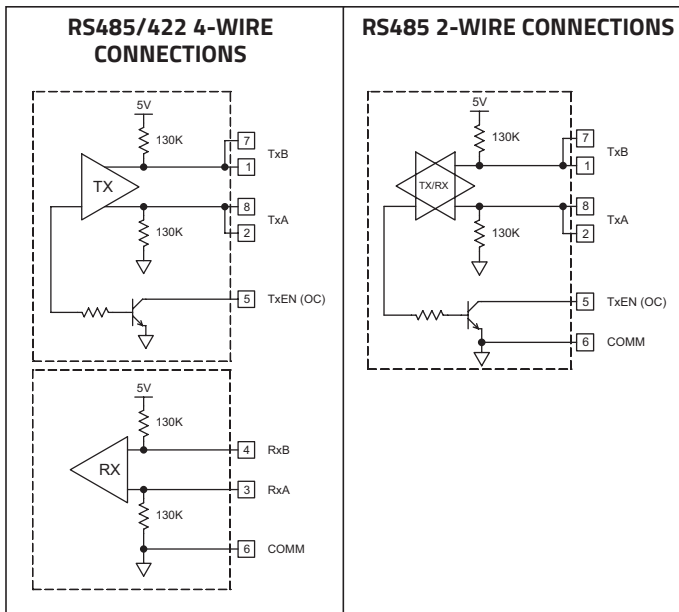 RS485/422 4-WIRE
CONNECTIONS
5V
130K
7
TxB
1
TX
8
TxA
2
130K
5 TxEN (OC)
5V
130K
4 RxB
RX
3 RxA
130K
6 COMM
RS485 2-WIRE CONNECTIONS
5V
130K
7
TxB
1
TX/RX
8
TxA
2
130K
5 TxEN (OC)
6 COMM